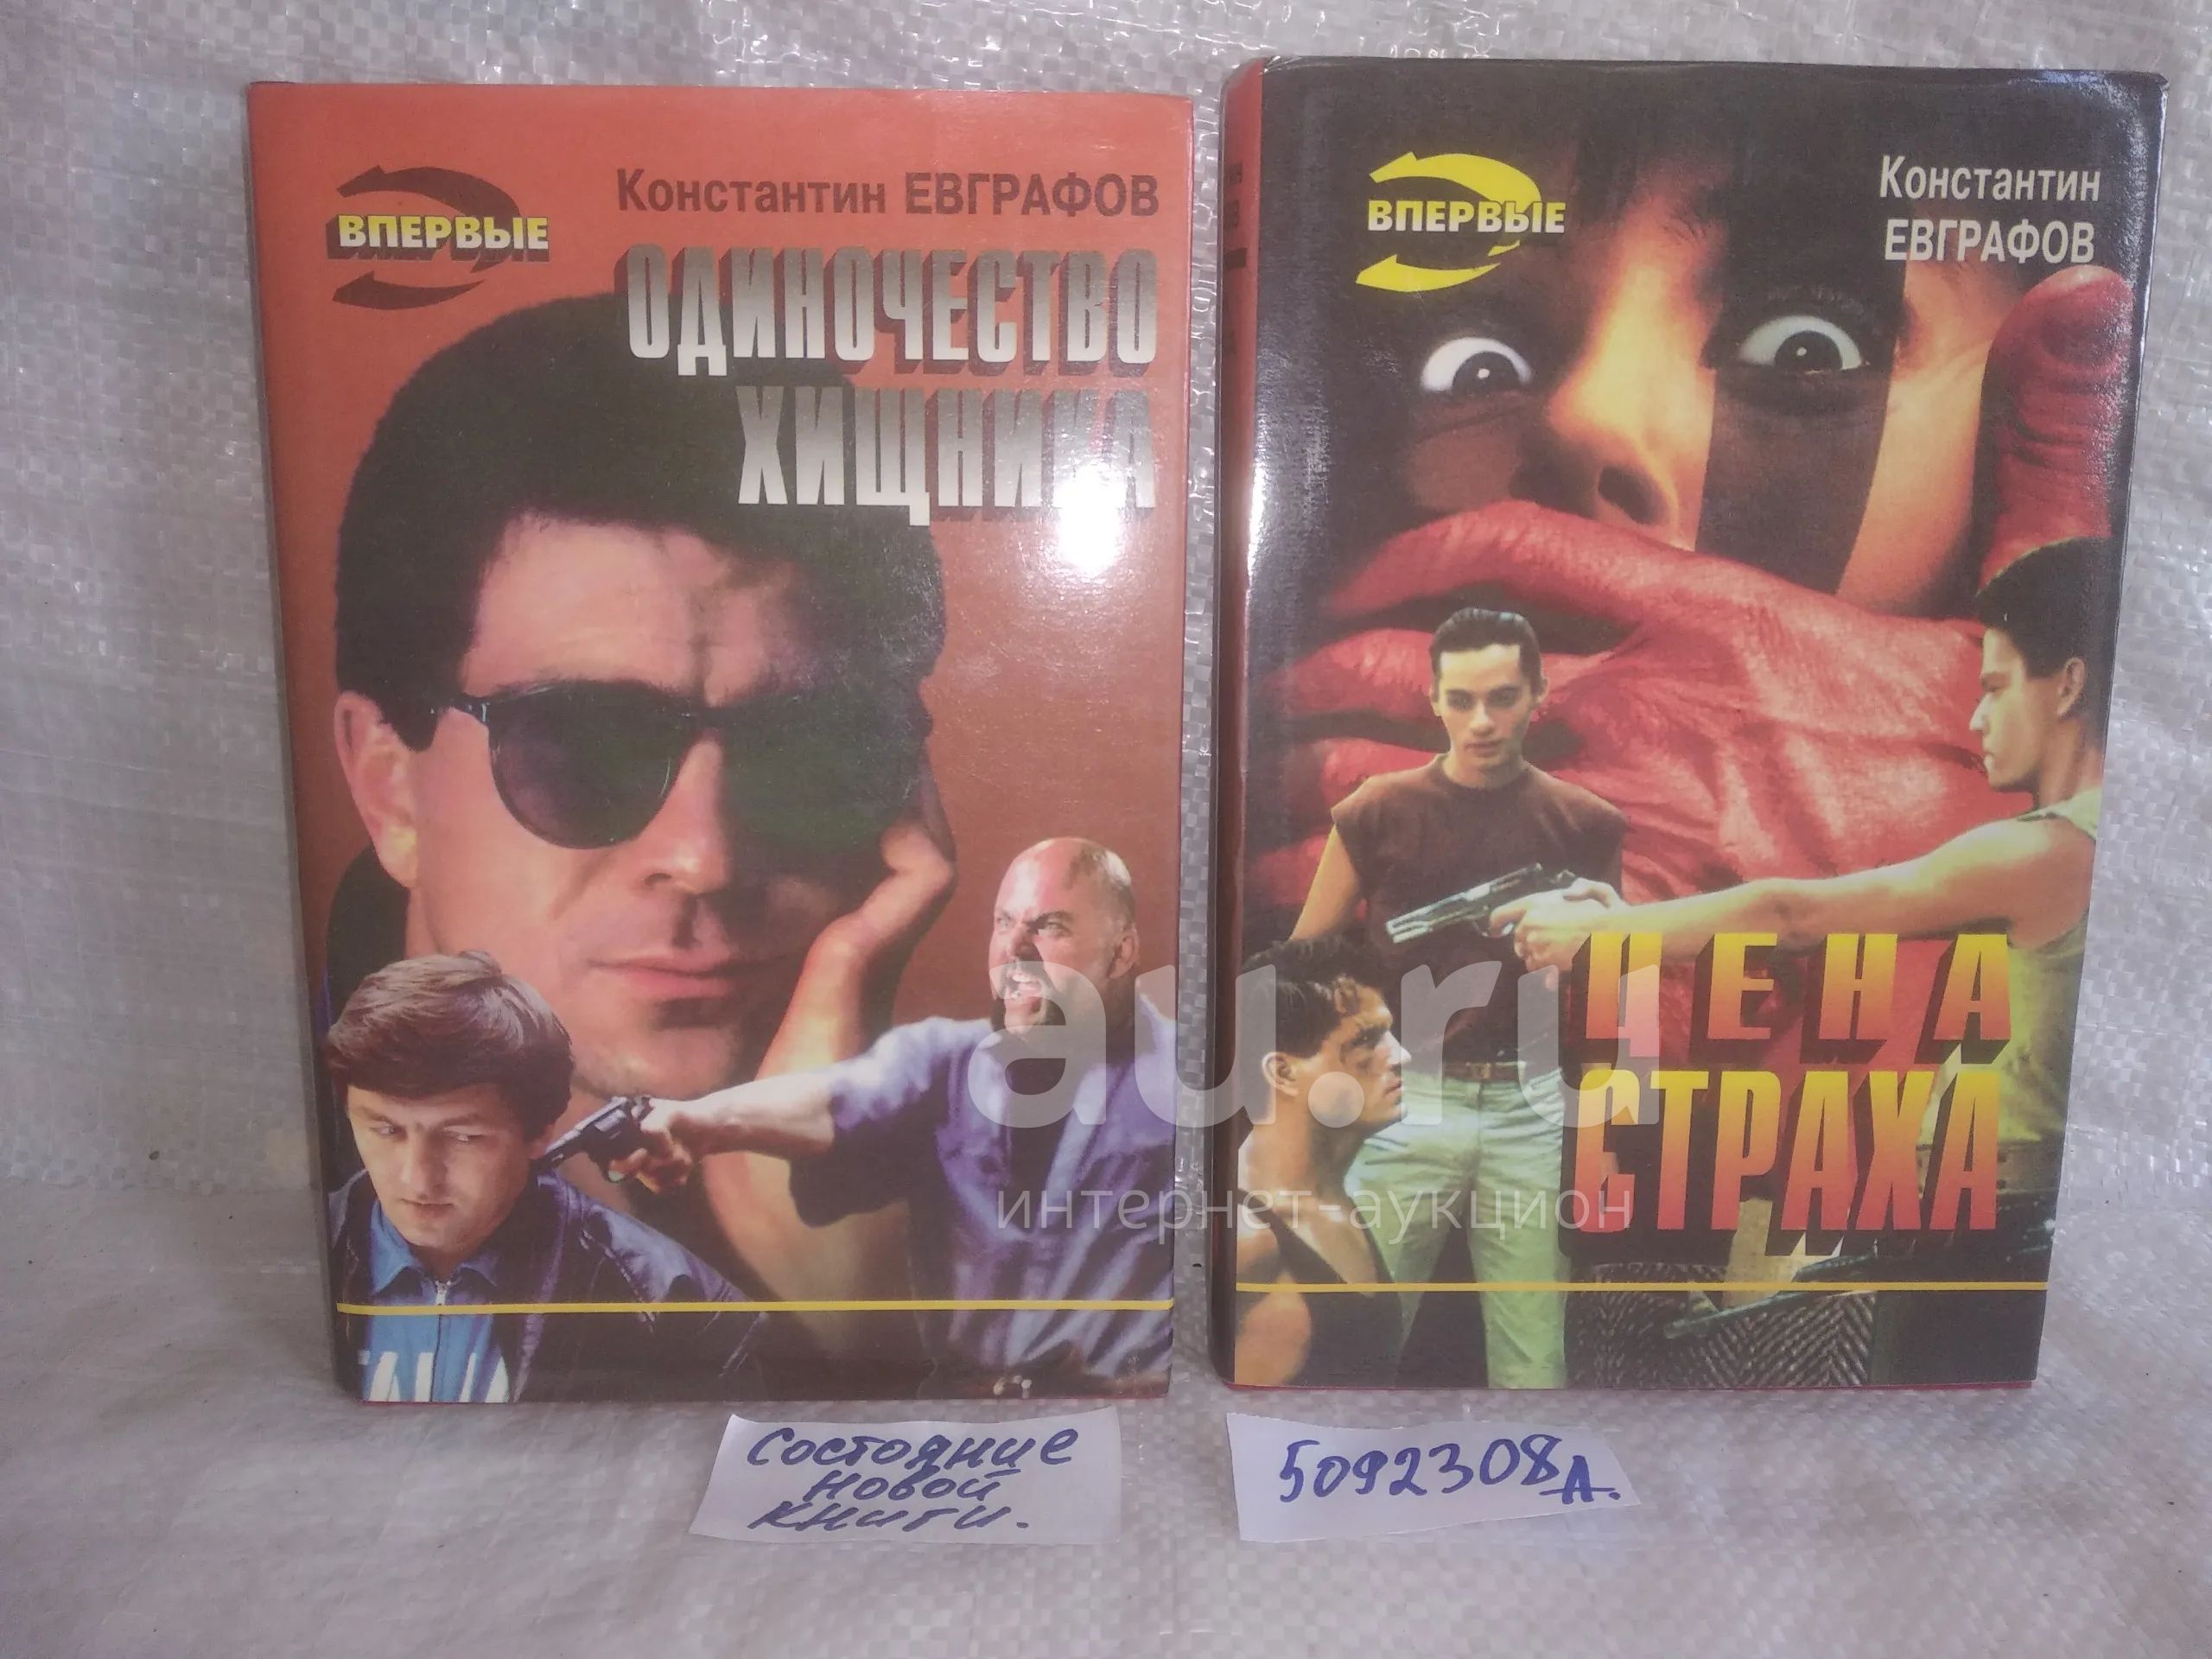 ВПЕРВЫЕ
Константин ЕВГРАФОВ
ОДИНОЧЕСТВО
ХИЩНИКА
ВПЕРВЫЕ
Константин
ЕВГРАФОВ
ЦЕНА
СТРАХА
au.ru
интернет-аукцион
Состояние
новой
книги.
5092308А.